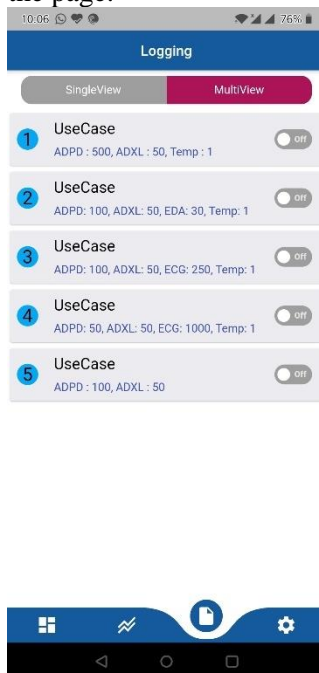 the page.
10:06 76%
Logging
SingleView MultiView
1 UseCase Off
ADPD : 500, ADXL : 50, Temp : 1
2 UseCase Off
ADPD: 100, ADXL: 50, EDA: 30, Temp: 1
3 UseCase Off
ADPD: 100, ADXL: 50, ECG: 250, Temp: 1
4 UseCase Off
ADPD: 50, ADXL: 50, ECG: 1000, Temp: 1
5 UseCase Off
ADPD : 100, ADXL : 50